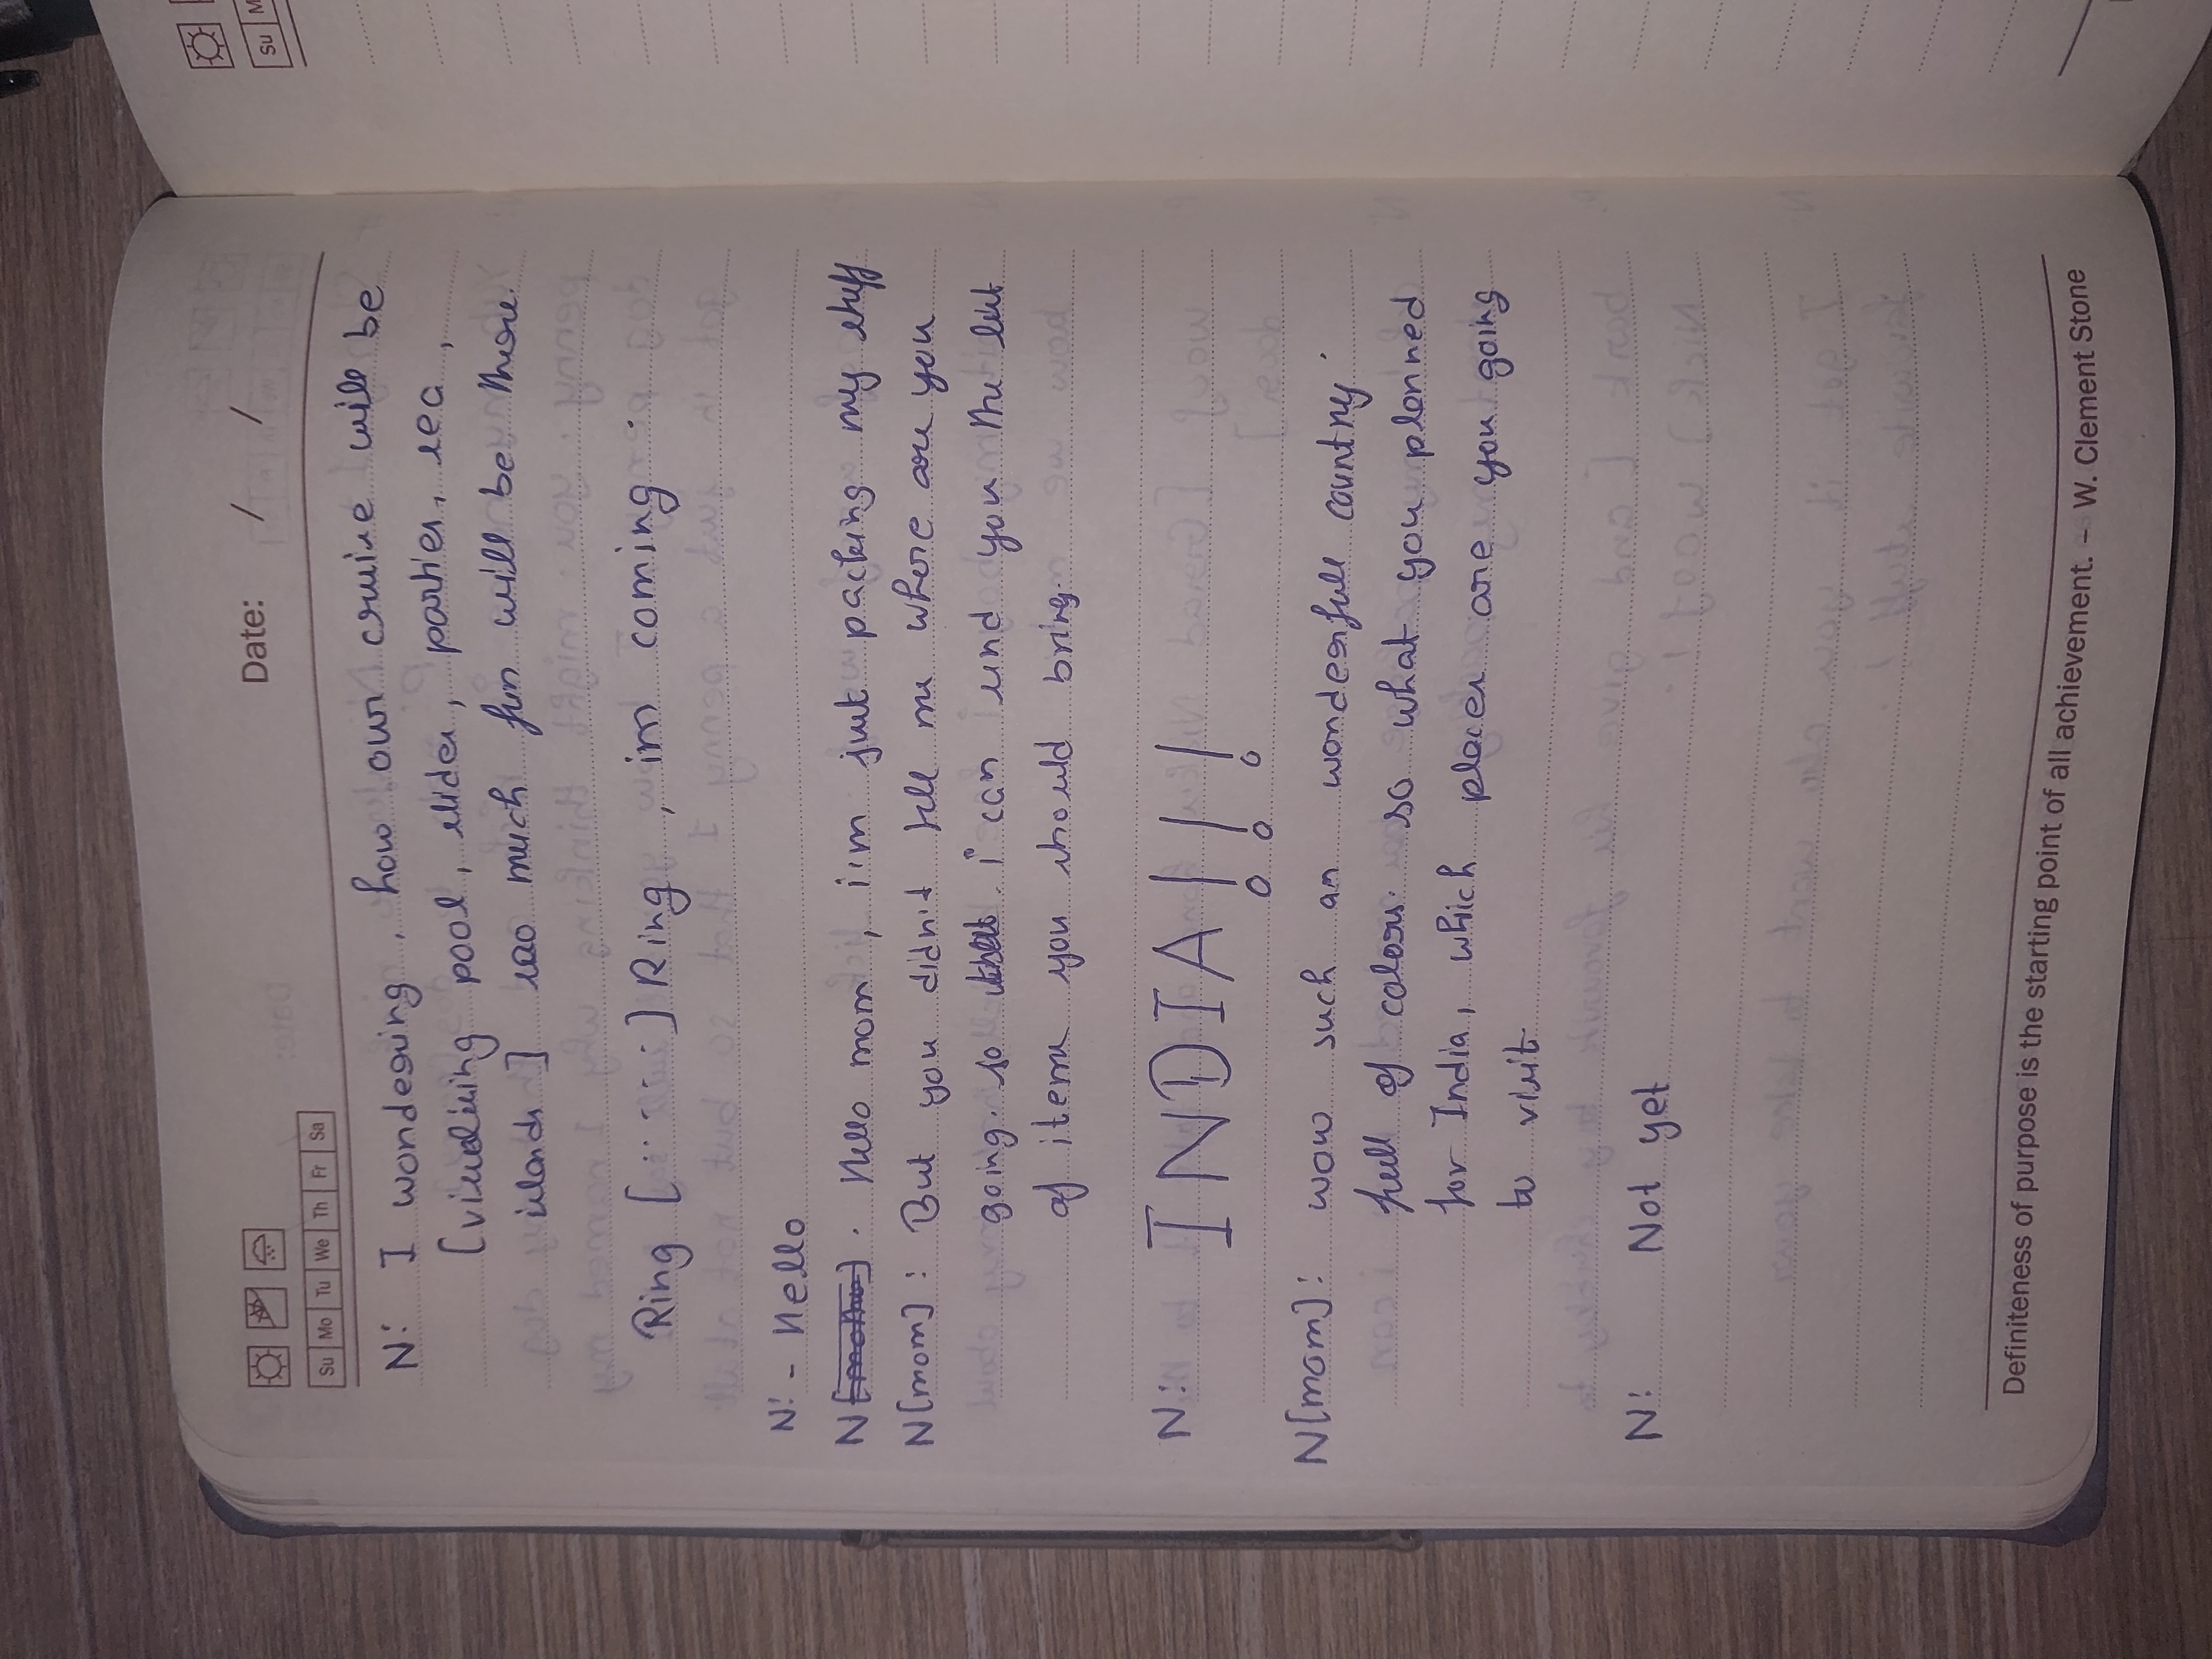 Date: / /
Su Mo Tu We Th Fr Sa
N: I wondering, how our cruise will be
[visualising pool, slides, parties, sea,
islands] soo much fun will be there.
Ring [......] Ring, im coming.
N:- Hello
N[mother]. Hello mom, i'm just packing my stuff
N[mom]: But you didn't tell me where are you
going. so that i can send you the list
of items you should bring.
N: INDIA!!!
N[mom]: wow such an wonderfull country.
full of colors. so what you planned
for India, which places are you going
to visit.
N: Not yet
Definiteness of purpose is the starting point of all achievement. – W. Clement Stone
Su